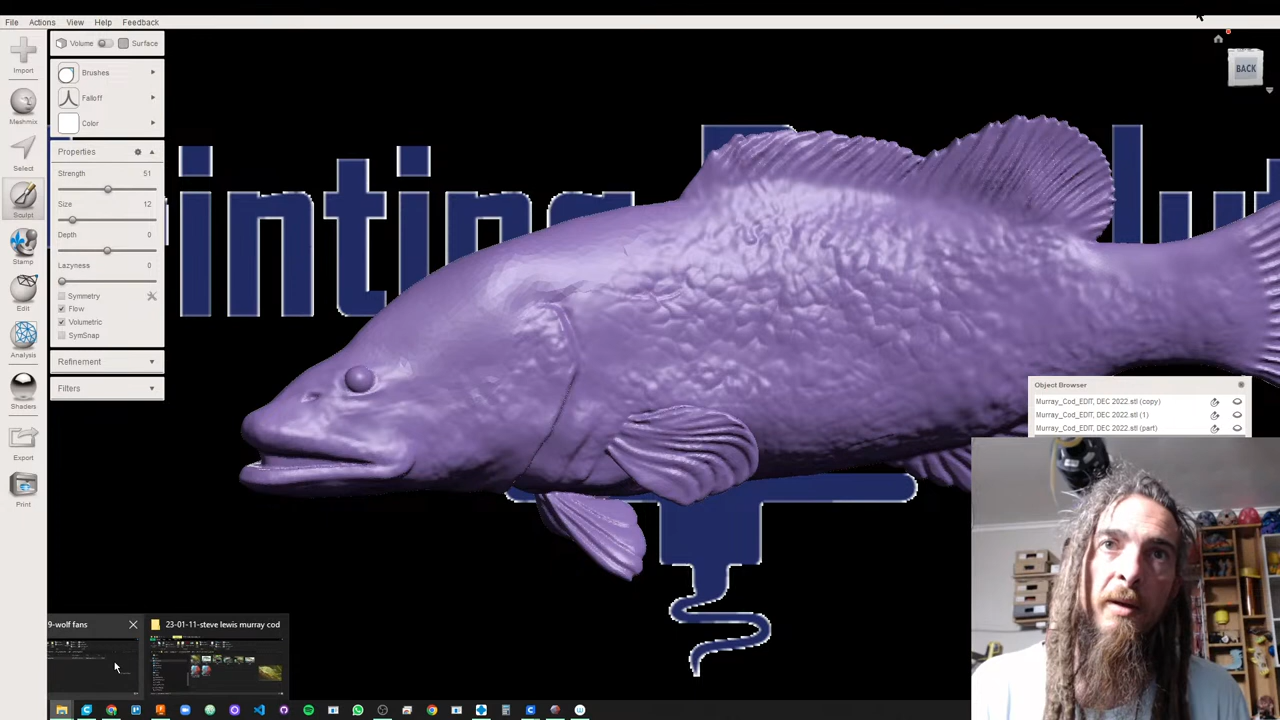 File Actions View Help Feedback
Import
Meshmix
Select
Sculpt
Stamp
Edit
Analysis
Shaders
Export
Print
Volume Surface
Brushes
Falloff
Color
Properties
Strength 51
Size 12
Depth 0
Lazyness 0
Symmetry
Flow
Volumetric
SymSnap
Refinement
Filters
inting
BACK
Object Browser
Murray_Cod_EDIT, DEC 2022.stl (copy)
Murray_Cod_EDIT, DEC 2022.stl (1)
Murray_Cod_EDIT, DEC 2022.stl (part)
9-wolf fans
23-01-11-steve lewis murray cod